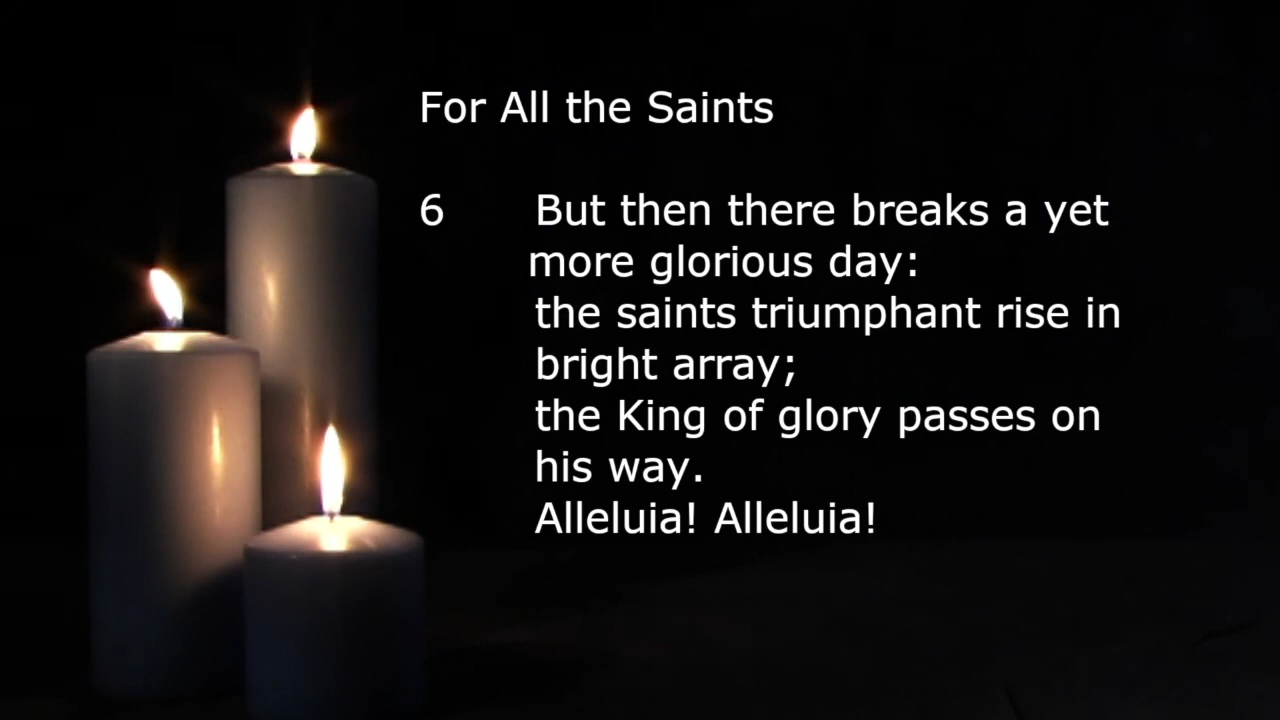 For All the Saints
6 But then there breaks a yet
more glorious day:
the saints triumphant rise in
bright array;
the King of glory passes on
his way.
Alleluia! Alleluia!